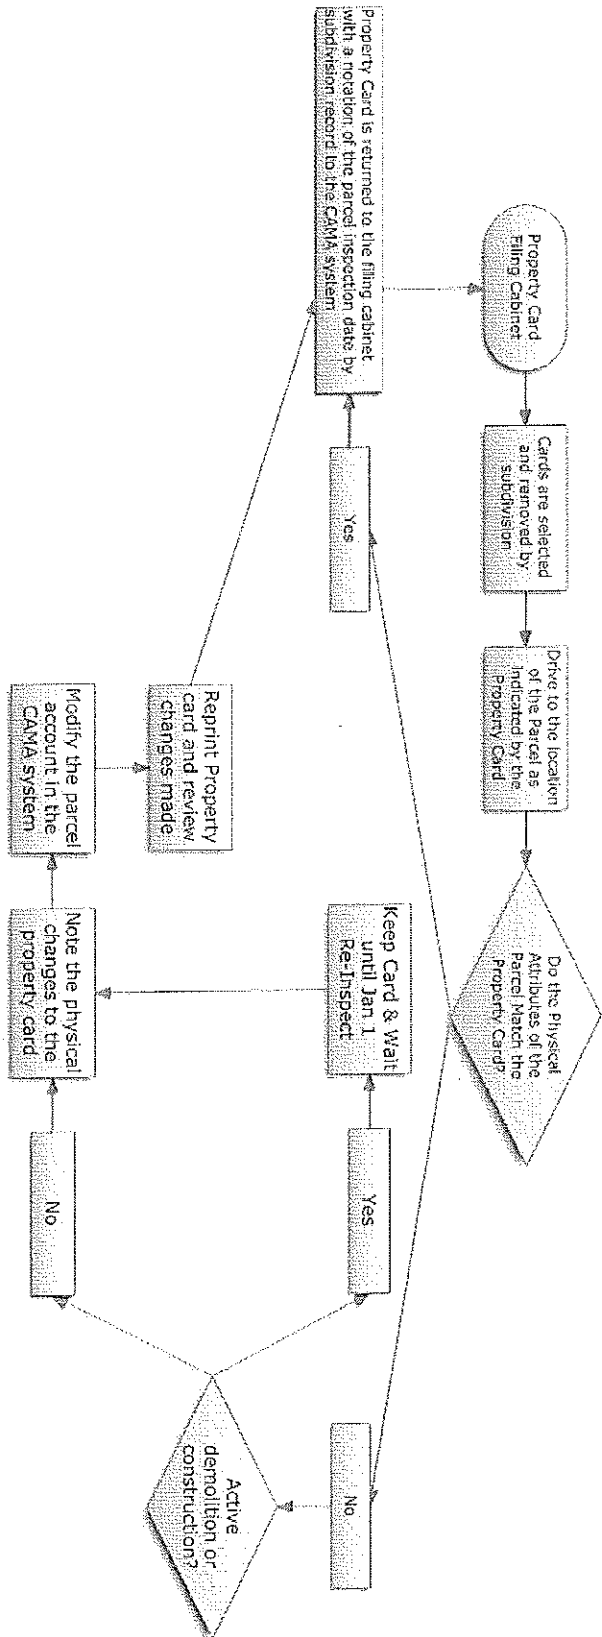 Property Card
Filing Cabinet
Cards are selected
and removed by
subdivision
Drive to the location
of the Parcel as
Indicated by the
Property Card
Do the Physical
Attributes of the
Parcel Match the
Property Card?
Yes
Property Card is returned to the filing cabinet
with a notation of the parcel inspection date by
subdivision record to the CAMA system
No
Active
demolition or
construction?
Yes
Keep Card & Wait
until Jan 1
Re-Inspect
No
Note the physical
changes to the
property card
Modify the parcel
account in the
CAMA system
Reprint Property
card and review
changes made